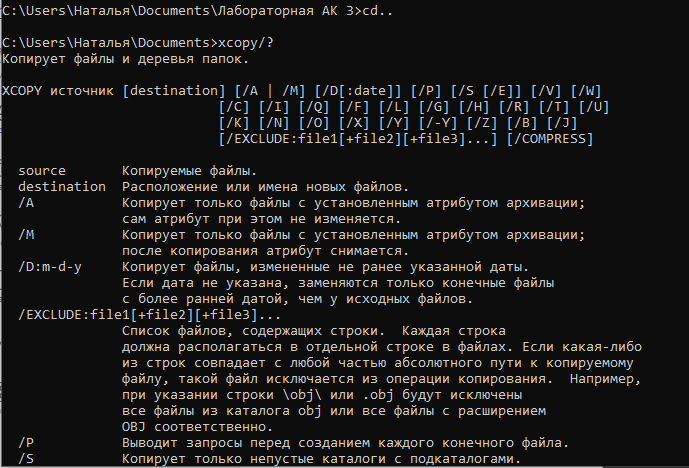 C:\Users\Наталья\Documents\Лабораторная АК 3>cd..
C:\Users\Наталья\Documents>xcopy/?
Копирует файлы и деревья папок.
XCOPY источник [destination] [/A | /M] [/D[:date]] [/P] [/S [/E]] [/V] [/W]
[/C] [/I] [/Q] [/F] [/L] [/G] [/H] [/R] [/T] [/U]
[/K] [/N] [/O] [/X] [/Y] [/-Y] [/Z] [/B] [/J]
[/EXCLUDE:file1[+file2][+file3]...] [/COMPRESS]
source Копируемые файлы.
destination Расположение или имена новых файлов.
/A Копирует только файлы с установленным атрибутом архивации;
сам атрибут при этом не изменяется.
/M Копирует только файлы с установленным атрибутом архивации;
после копирования атрибут снимается.
/D:m-d-y Копирует файлы, измененные не ранее указанной даты.
Если дата не указана, заменяются только конечные файлы
с более ранней датой, чем у исходных файлов.
/EXCLUDE:file1[+file2][+file3]...
Список файлов, содержащих строки. Каждая строка
должна располагаться в отдельной строке в файлах. Если какая-либо
из строк совпадает с любой частью абсолютного пути к копируемому
файлу, такой файл исключается из операции копирования. Например,
при указании строки \obj\ или .obj будут исключены
все файлы из каталога obj или все файлы с расширением
OBJ соответственно.
/P Выводит запросы перед созданием каждого конечного файла.
/S Копирует только непустые каталоги с подкаталогами.